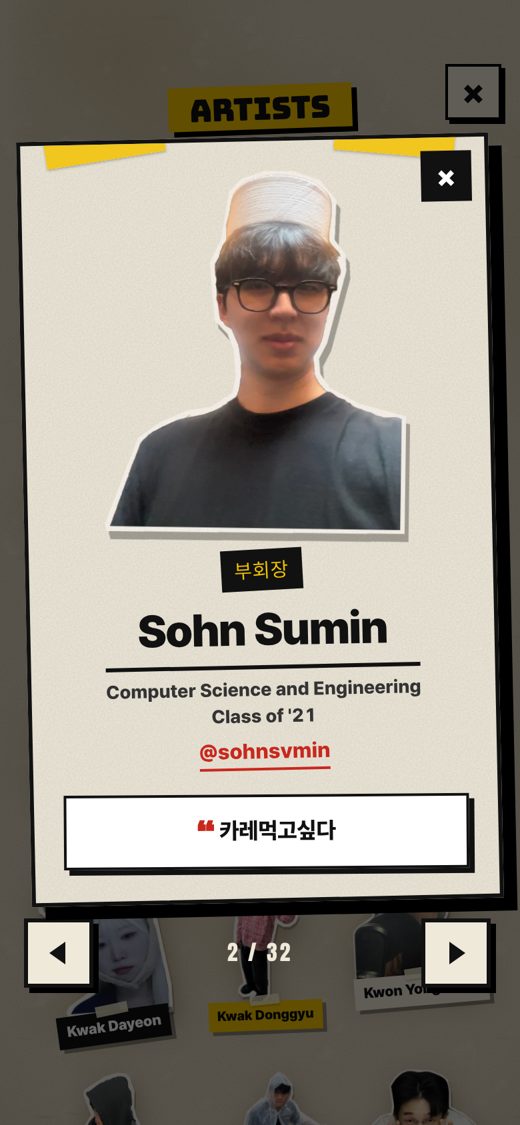 ARTISTS
부회장
Sohn Sumin
Computer Science and Engineering
Class of '21
@sohnsvmin
❝ 카레먹고싶다
2 / 32
Kwak Dayeon
Kwak Donggyu
Kwon